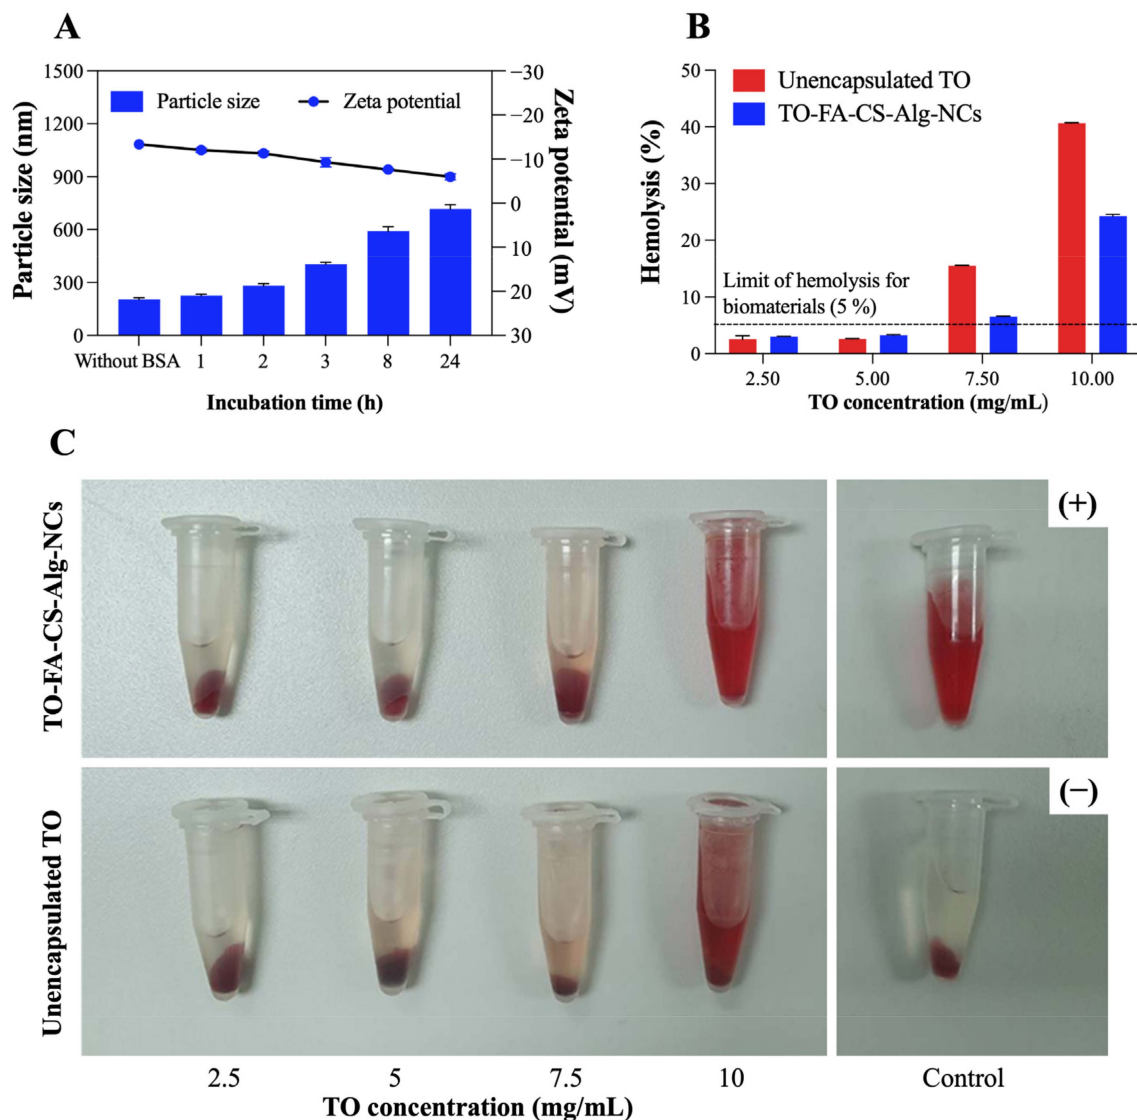 A
1500
1200
900
600
300
0
Particle size (nm)
Particle size
Zeta potential
−30
−20
−10
0
10
20
30
Zeta potential (mV)
Without BSA 1 2 3 8 24
Incubation time (h)
B
50
40
30
20
10
0
Hemolysis (%)
Unencapsulated TO
TO-FA-CS-Alg-NCs
Limit of hemolysis for
biomaterials (5 %)
2.50 5.00 7.50 10.00
TO concentration (mg/mL)
C
TO-FA-CS-Alg-NCs
(+)
Unencapsulated TO
(−)
2.5 5 7.5 10 Control
TO concentration (mg/mL)